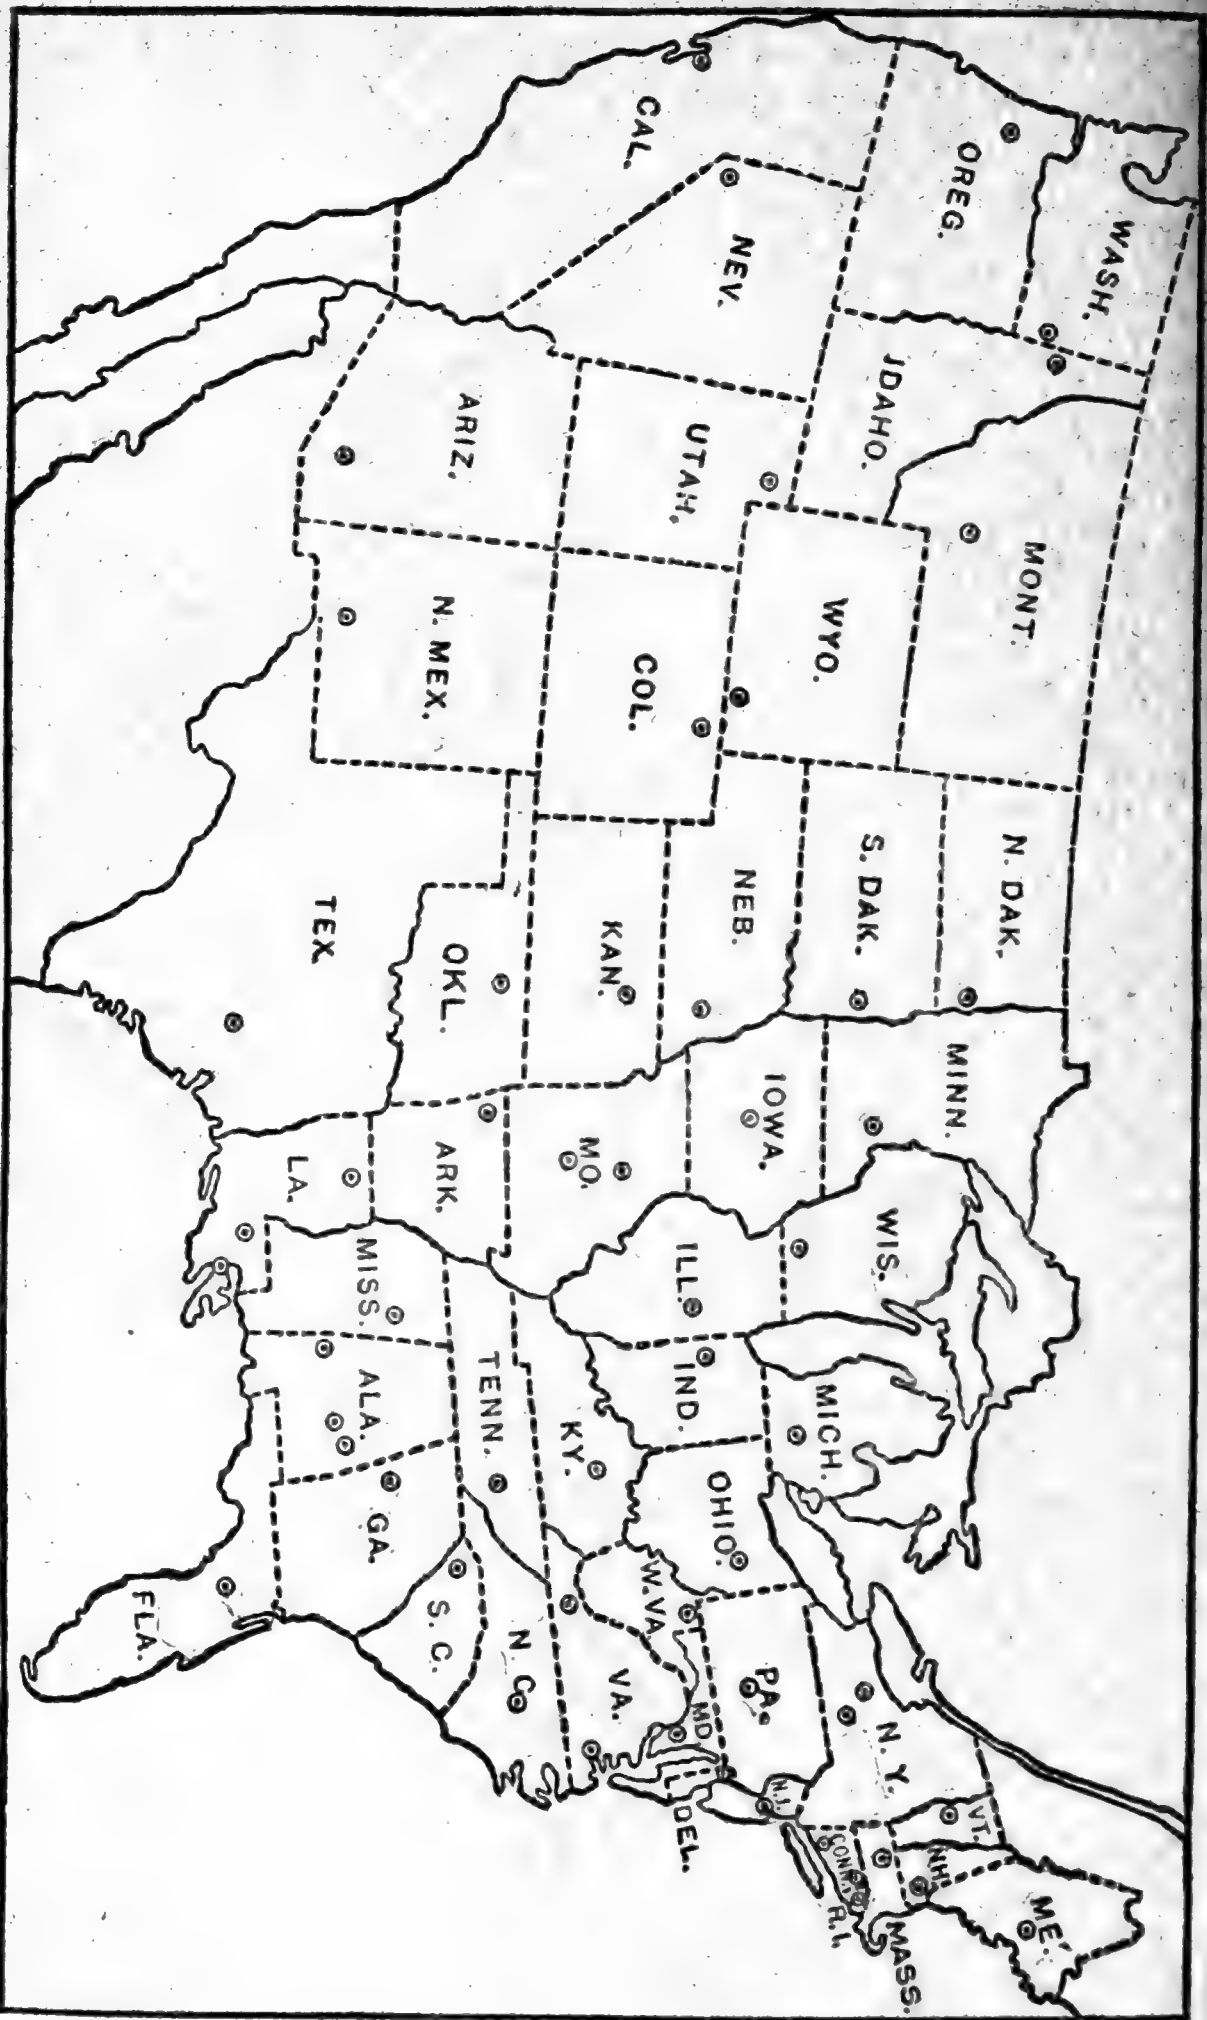 WASH.
OREG.
CAL.
NEV.
JDAHO.
MONT.
WYO.
UTAH,
ARIZ,
COL.
N. MEX.
N. DAK,
S. DAK.
NEB.
KAN.
OKL.
TEX
MINN.
IOWA.
MO.
ARK.
LA.
WIS.
ILL.
MISS.
MICH.
IND.
OHIO.
KY.
TENN.
ALA.
GA.
FLA.
S. C.
N. C.
VA.
W.VA.
MD
DEL.
PA.
N.J.
N. Y.
VT.
N.H.
ME.
MASS.
R.I.
CONN.